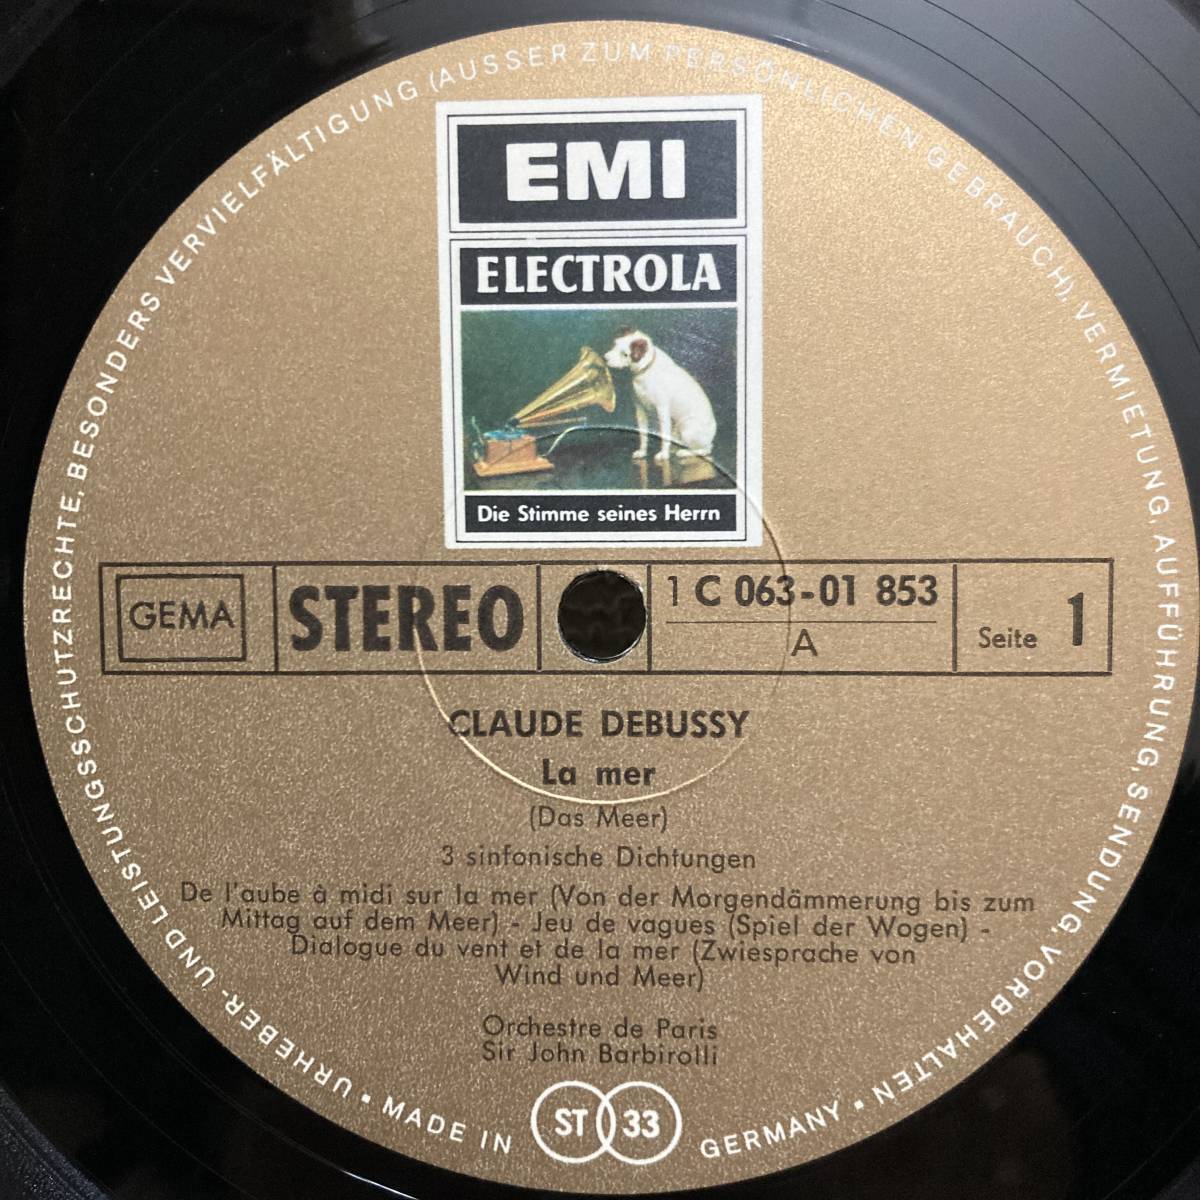 URHEBER- UND LEISTUNGSSCHUTZRECHTE, BESONDERS VERVIELFÄLTIGUNG (AUSSER ZUM PERSÖNLICHEN GEBRAUCH), VERMIETUNG, AUFFÜHRUNG, SENDUNG, VORBEHALTEN
EMI
ELECTROLA
Die Stimme seines Herrn
GEMA
STEREO
1 C 063-01 853
A
Seite 1
CLAUDE DEBUSSY
La mer
(Das Meer)
3 sinfonische Dichtungen
De l'aube à midi sur la mer (Von der Morgendämmerung bis zum
Mittag auf dem Meer) - Jeu de vagues (Spiel der Wogen) -
Dialogue du vent et de la mer (Zwiesprache von
Wind und Meer)
Orchestre de Paris
Sir John Barbirolli
▪ MADE IN ST 33 GERMANY ▪